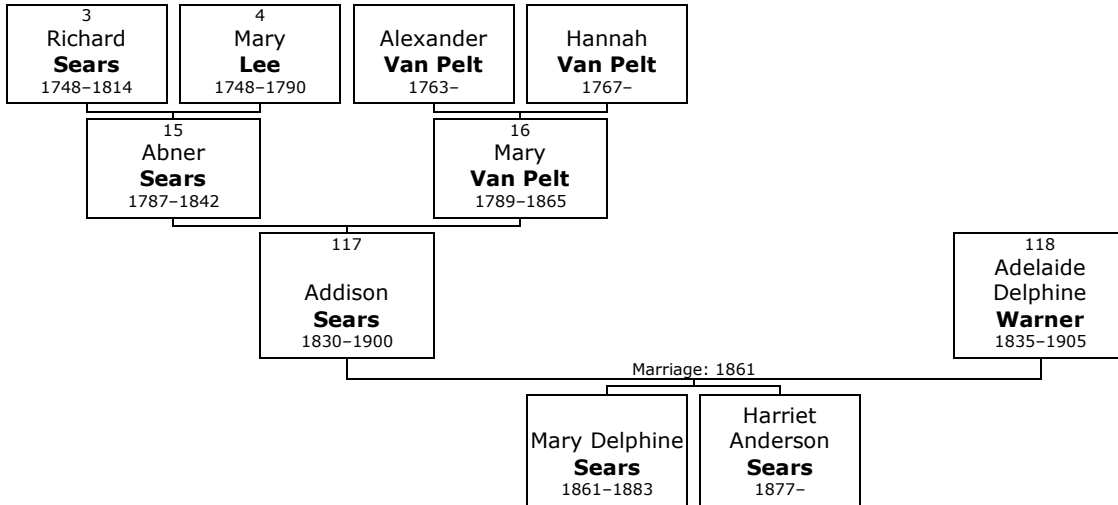 3
Richard
Sears
1748–1814
4
Mary
Lee
1748–1790
Alexander
Van Pelt
1763–
Hannah
Van Pelt
1767–
15
Abner
Sears
1787–1842
16
Mary
Van Pelt
1789–1865
117
Addison
Sears
1830–1900
118
Adelaide
Delphine
Warner
1835–1905
Marriage: 1861
Mary Delphine
Sears
1861–1883
Harriet
Anderson
Sears
1877–